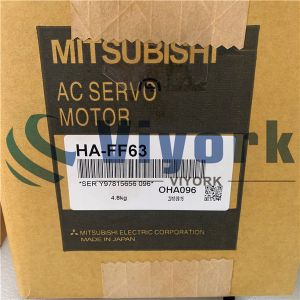 MITSUBISHI
AC SERVO
MOTOR
Viyork
HA-FF63
*SER Y97815656 096*
VIYORK
4.8kg
OHA096
MITSUBISHI ELECTRIC CORPORATION
MADE IN JAPAN